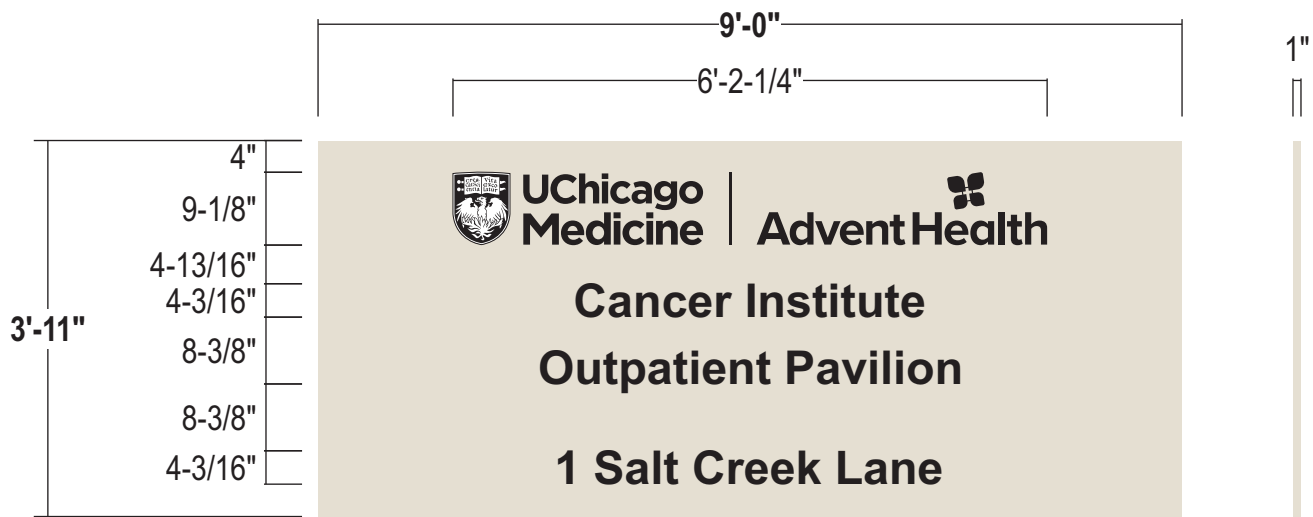 9'-0"
6'-2-1/4"
1"
4"
9-1/8"
4-13/16"
4-3/16"
3'-11"
8-3/8"
8-3/8"
4-3/16"
UChicago
Medicine
AdventHealth
Cancer Institute
Outpatient Pavilion
1 Salt Creek Lane